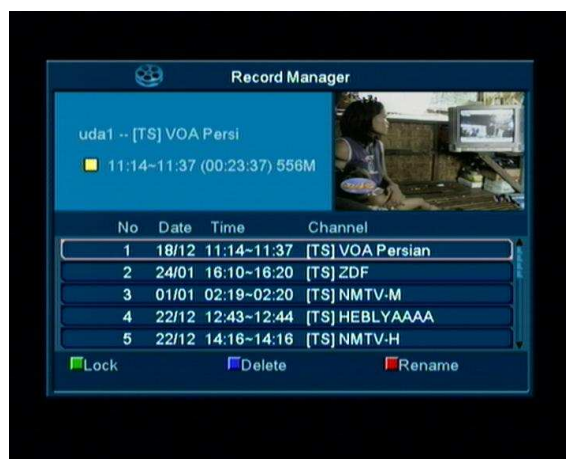 Record Manager
uda1 -- [TS] VOA Persi
11:14~11:37 (00:23:37) 556M
No Date Time Channel
1 18/12 11:14~11:37 [TS] VOA Persian
2 24/01 16:10~16:20 [TS] ZDF
3 01/01 02:19~02:20 [TS] NMTV-M
4 22/12 12:43~12:44 [TS] HEBLYAAAA
5 22/12 14:16~14:16 [TS] NMTV-H
Lock Delete Rename